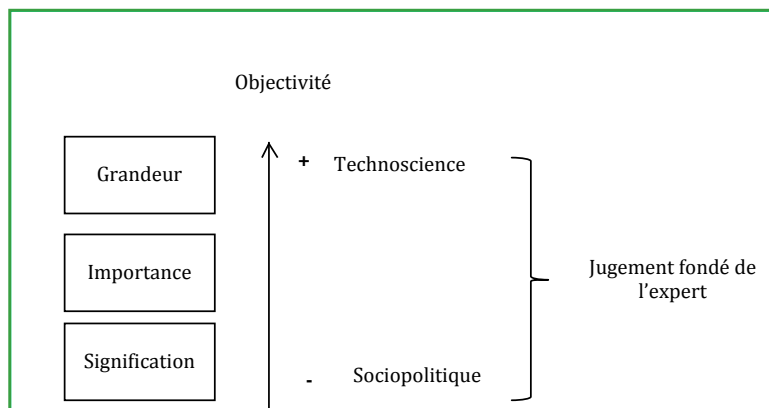 Objectivité
+ Technoscience
Grandeur
Importance
Jugement fondé de
l’expert
Signification
- Sociopolitique